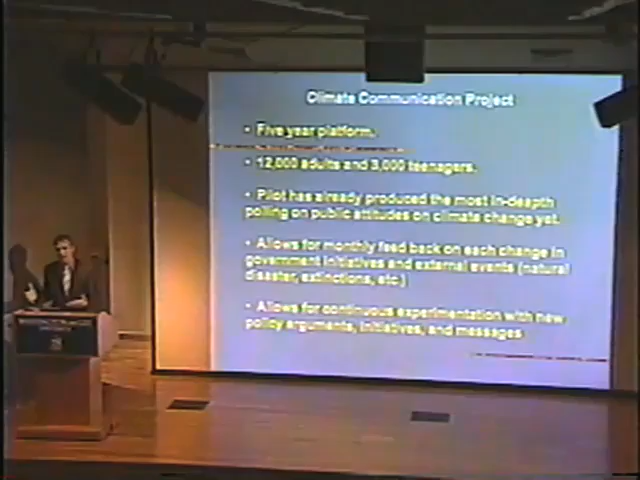 Climate Communication Project
• Five year platform.
• 12,000 adults and 3,000 teenagers.
• Pilot has already produced the most in-deapth
polling on public attitudes on climate change yet.
• Allows for monthly feed back on each change in
government initiatives and external events (natural
disaster, extinctions, etc.)
• Allows for continuous experimentation with new
policy arguments, initiatives, and messages